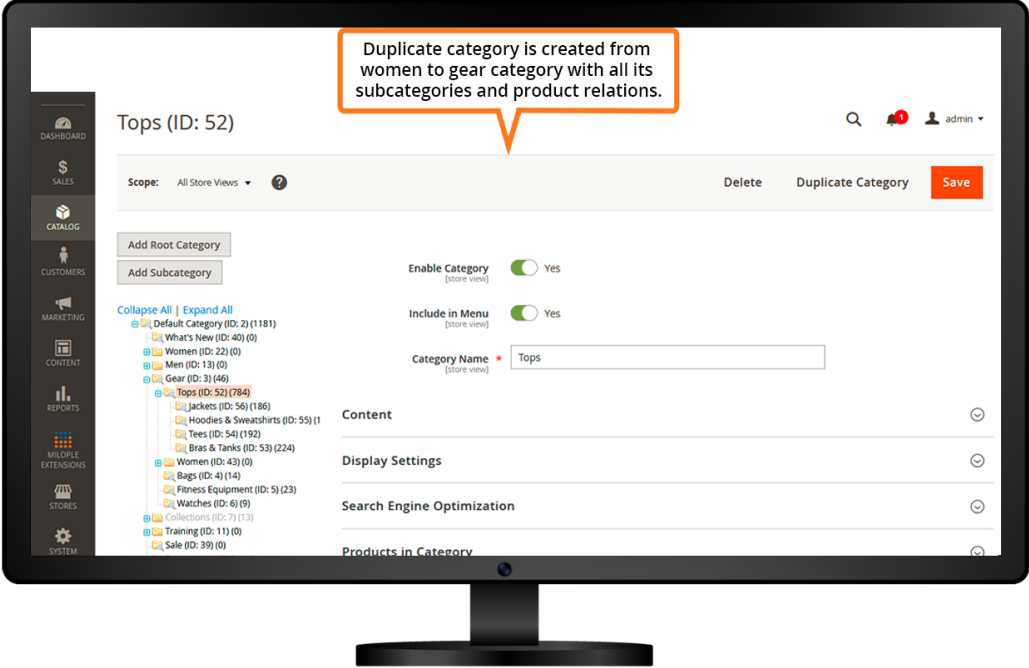 Duplicate category is created from
women to gear category with all its
subcategories and product relations.
Tops (ID: 52)
1
admin
DASHBOARD
SALES
CATALOG
CUSTOMERS
MARKETING
CONTENT
REPORTS
MILOPLE
EXTENSIONS
STORES
SYSTEM
Scope: All Store Views ?
Delete Duplicate Category Save
Add Root Category
Add Subcategory
Collapse All | Expand All
Default Category (ID: 2) (1181)
What's New (ID: 40) (0)
Women (ID: 22) (0)
Men (ID: 13) (0)
Gear (ID: 3) (46)
Tops (ID: 52) (784)
Jackets (ID: 56) (186)
Hoodies & Sweatshirts (ID: 55) (1
Tees (ID: 54) (192)
Bras & Tanks (ID: 53) (224)
Women (ID: 43) (0)
Bags (ID: 4) (14)
Fitness Equipment (ID: 5) (23)
Watches (ID: 6) (9)
Collections (ID: 7) (13)
Training (ID: 11) (0)
Sale (ID: 39) (0)
Enable Category Yes
[store view]
Include in Menu Yes
[store view]
Category Name * Tops
[store view]
Content
Display Settings
Search Engine Optimization
Products in Category